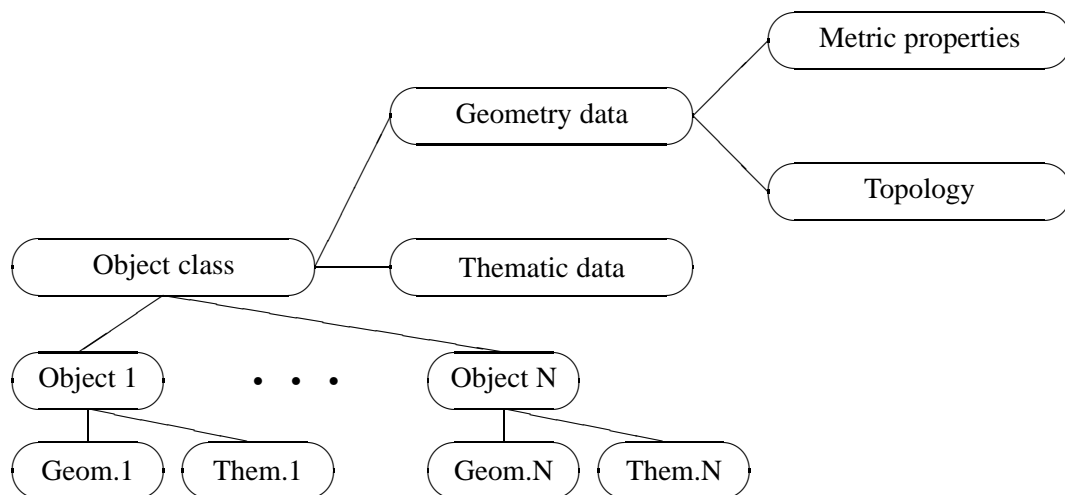 Metric properties
Geometry data
Topology
Object class
Thematic data
Object 1
• • •
Object N
Geom.1
Them.1
Geom.N
Them.N